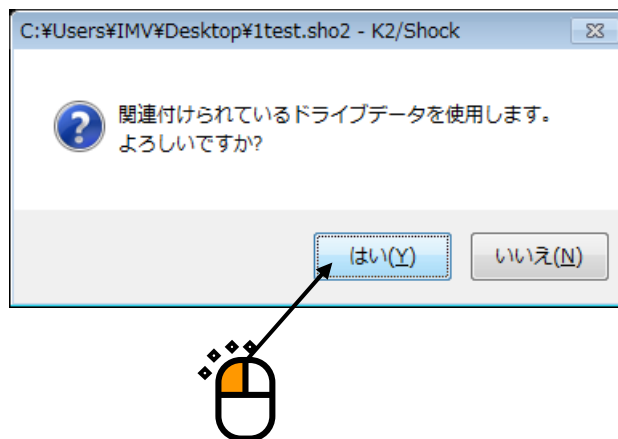 C:¥Users¥IMV¥Desktop¥1test.sho2 - K2/Shock
関連付けられているドライブデータを使用します。
よろしいですか?
はい(Y)
いいえ(N)